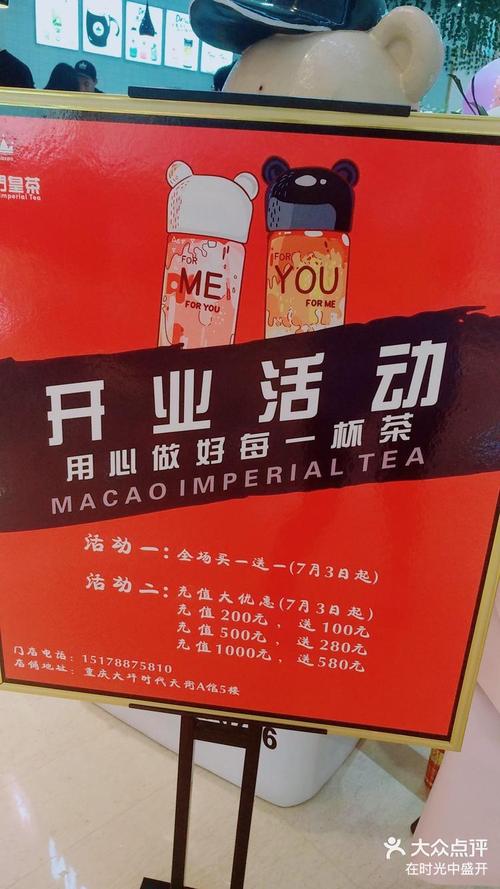 門皇茶
Imperial Tea
FOR
ME
FOR YOU
FOR
YOU
FOR ME
开业活动
用心做好每一杯茶
MACAO IMPERIAL TEA
活动一：全场买一送一(7月3日起)
活动二：充值大优惠(7月3日起)
充值200元，送100元
充值500元，送280元
充值1000元，送580元
门店电话：15178875810
店铺地址：重庆大坪时代天街A馆5楼
6
大众点评
@在时光中盛开